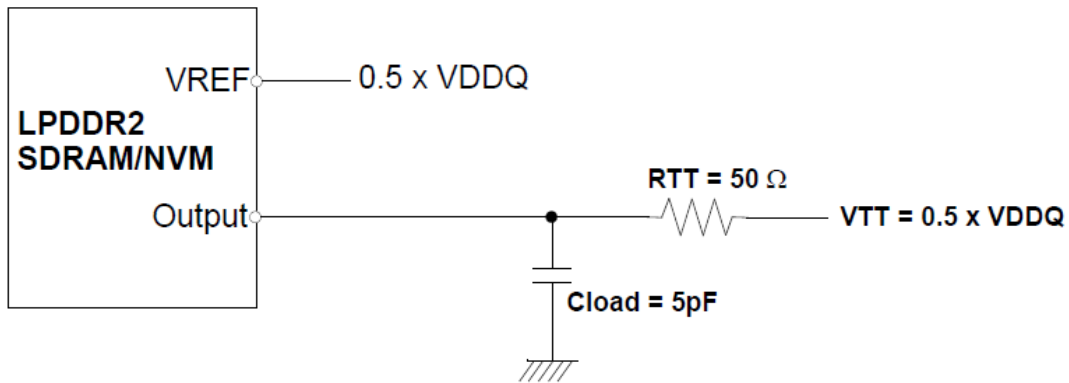 VREF
0.5 x VDDQ
LPDDR2
SDRAM/NVM
Output
RTT = 50 Ω
VTT = 0.5 x VDDQ
Cload = 5pF